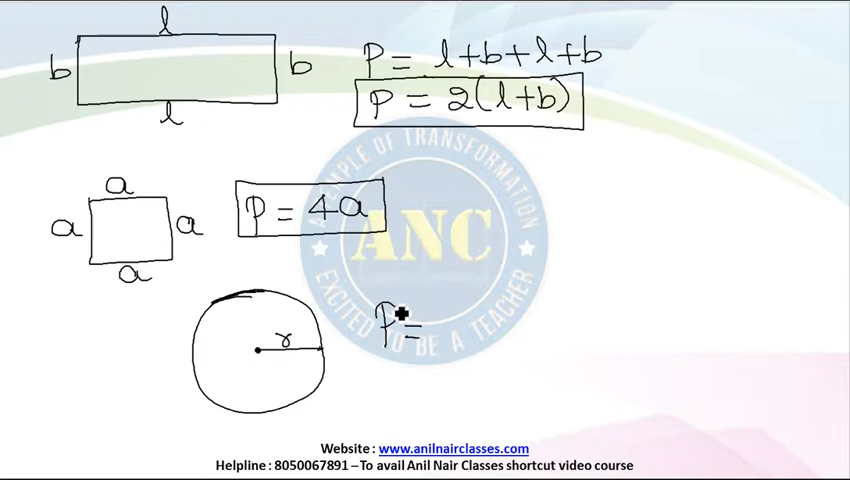 l
b
b
l
P = l+b+l+b
P = 2(l+b)
a
a
a
a
P = 4a
r
P =
A TEMPLE OF TRANSFORMATION
ANC
EXCITED TO BE A TEACHER
Website : www.anilnairclasses.com
Helpline : 8050067891 – To avail Anil Nair Classes shortcut video course